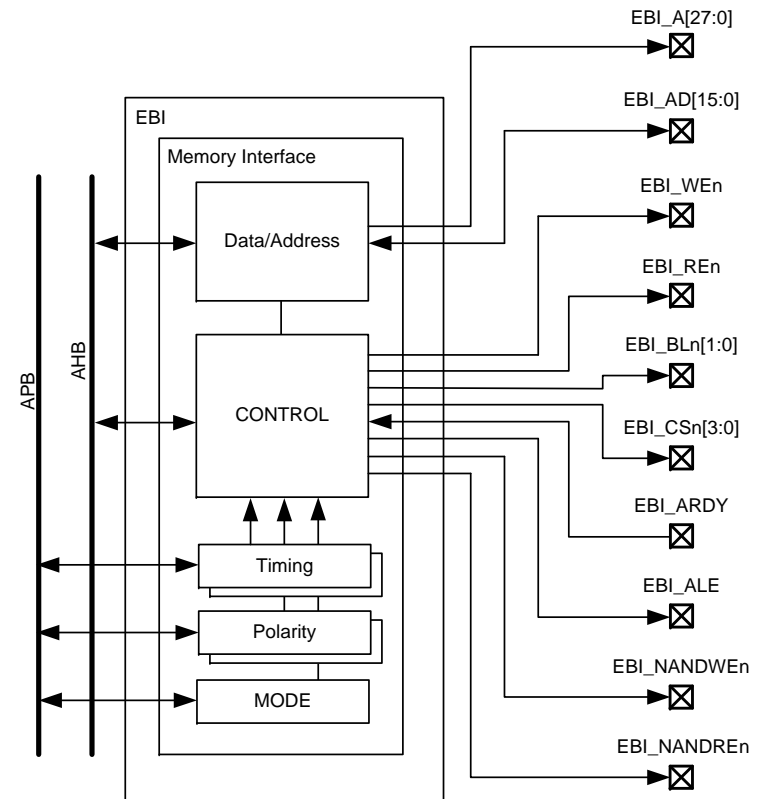 EBI_A[27:0]
EBI_AD[15:0]
EBI
Memory Interface
EBI_WEn
Data/Address
EBI_REn
EBI_BLn[1:0]
APB
AHB
CONTROL
EBI_CSn[3:0]
EBI_ARDY
Timing
EBI_ALE
Polarity
EBI_NANDWEn
MODE
EBI_NANDREn